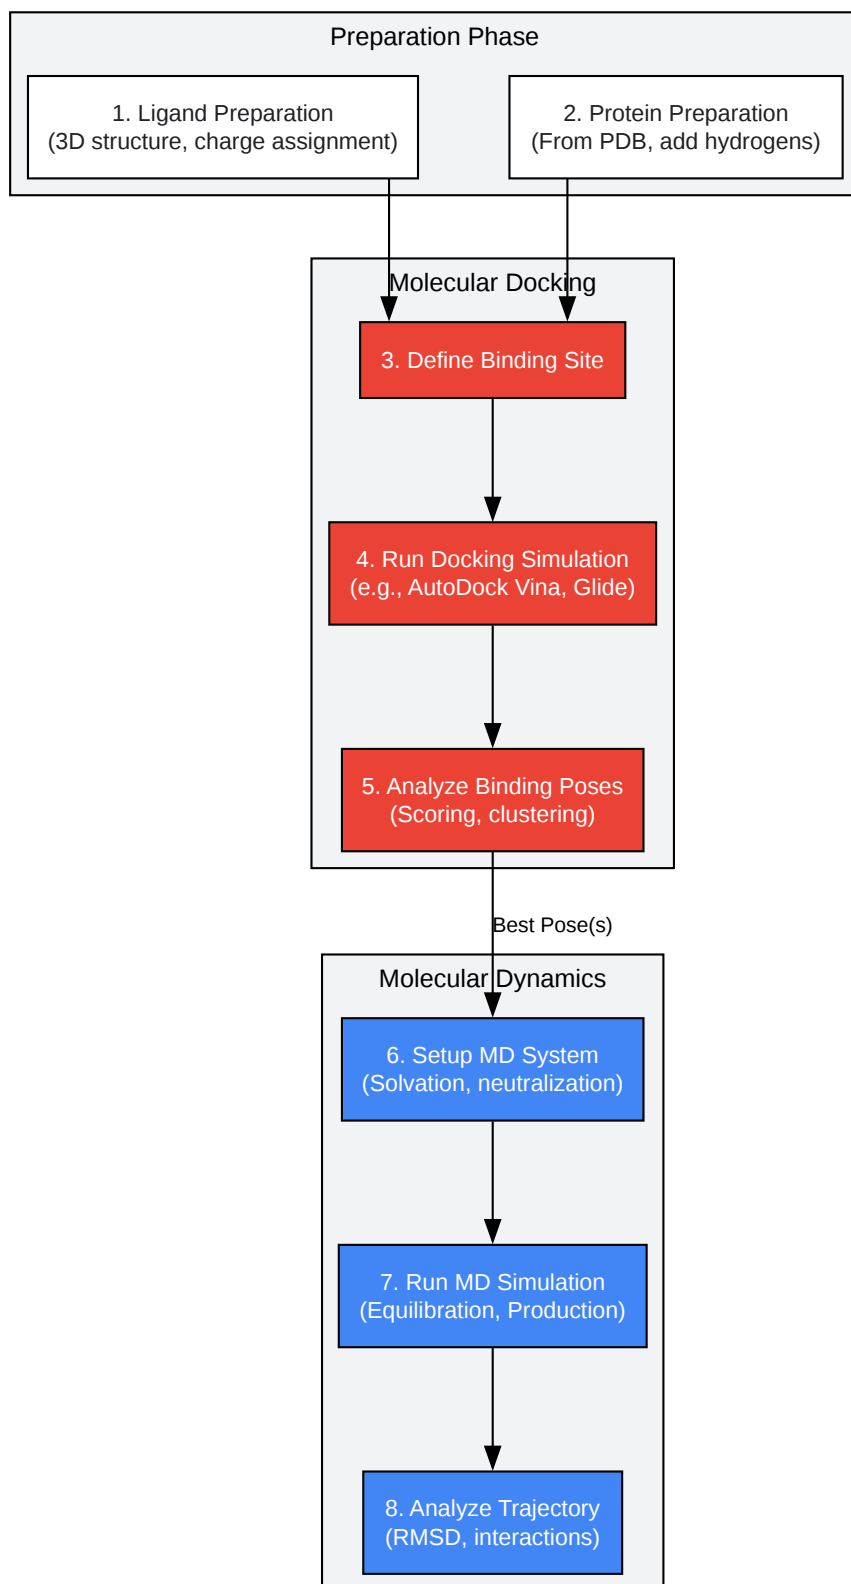 Preparation Phase
1. Ligand Preparation
(3D structure, charge assignment)
2. Protein Preparation
(From PDB, add hydrogens)
Molecular Docking
3. Define Binding Site
4. Run Docking Simulation
(e.g., AutoDock Vina, Glide)
5. Analyze Binding Poses
(Scoring, clustering)
Best Pose(s)
Molecular Dynamics
6. Setup MD System
(Solvation, neutralization)
7. Run MD Simulation
(Equilibration, Production)
8. Analyze Trajectory
(RMSD, interactions)